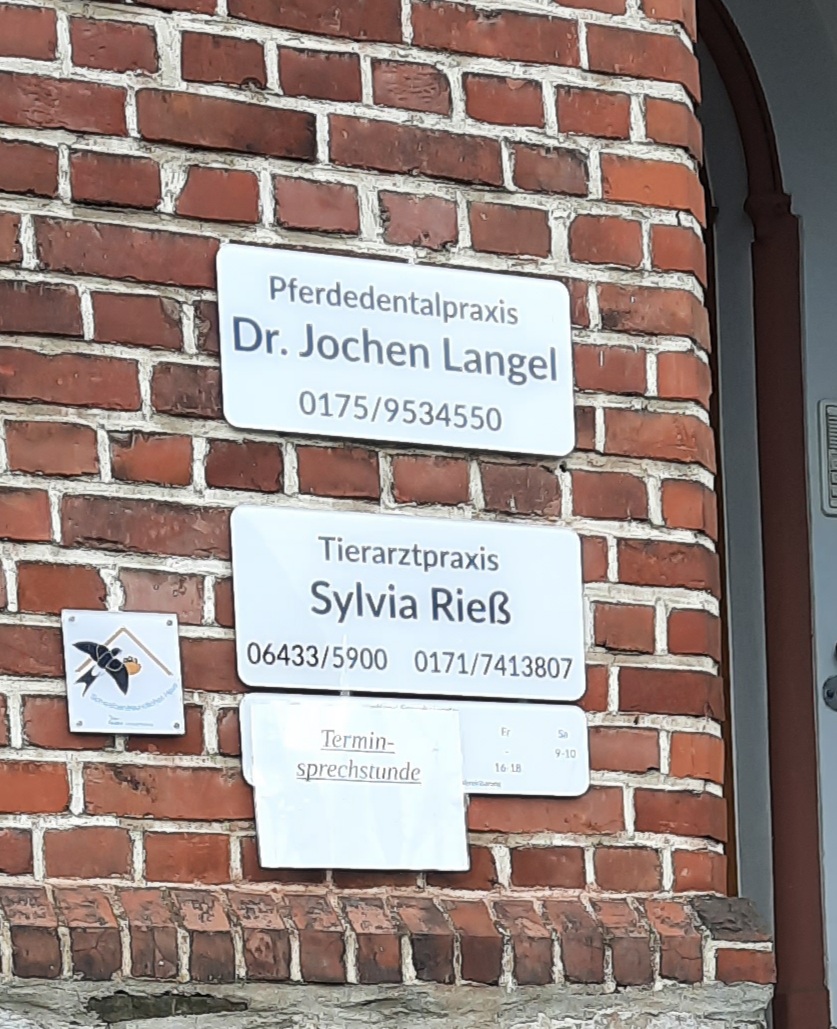 Pferdedentalpraxis
Dr. Jochen Langel
0175/9534550
Tierarztpraxis
Sylvia Rieß
06433/5900 0171/7413807
Termin-
sprechstunde
Fr Sa
- 9-10
16-18